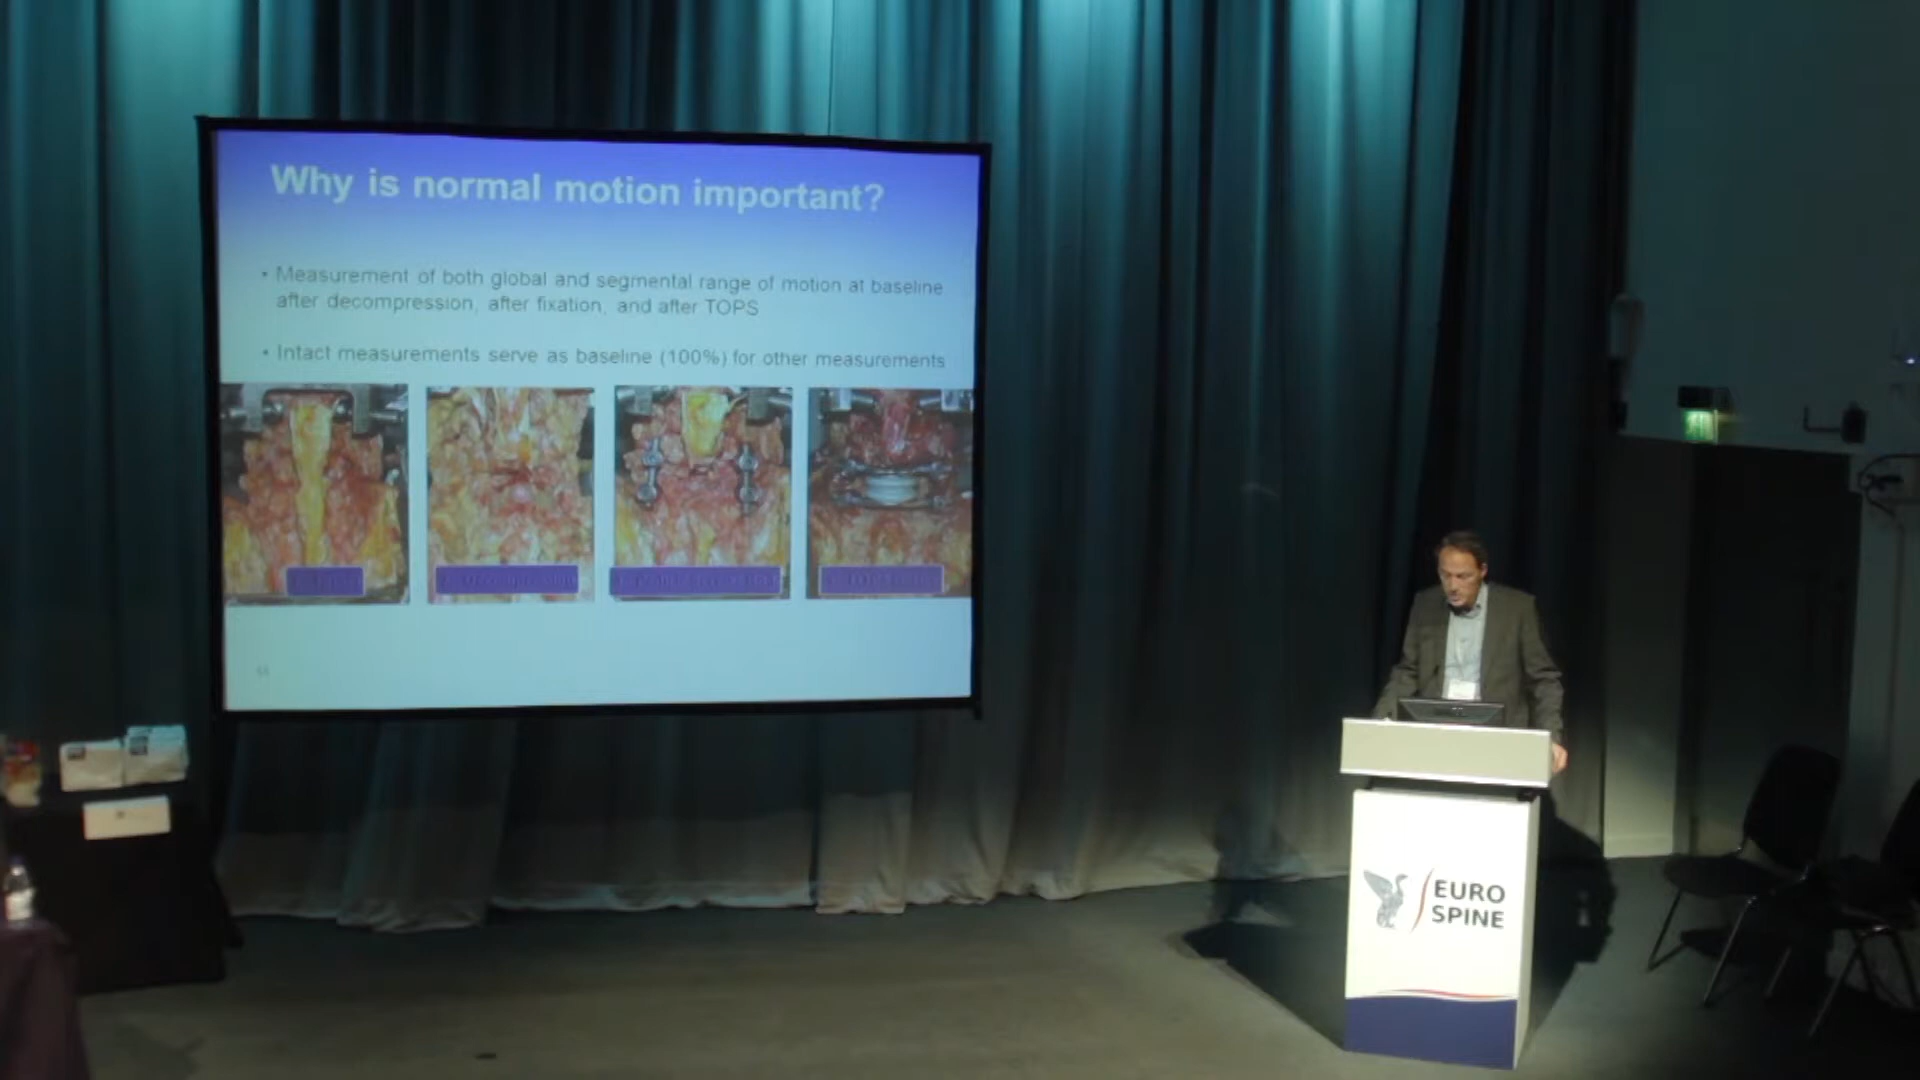 Why is normal motion important?
• Measurement of both global and segmental range of motion at baseline
after decompression, after fixation, and after TOPS
• Intact measurements serve as baseline (100%) for other measurements
EURO
SPINE